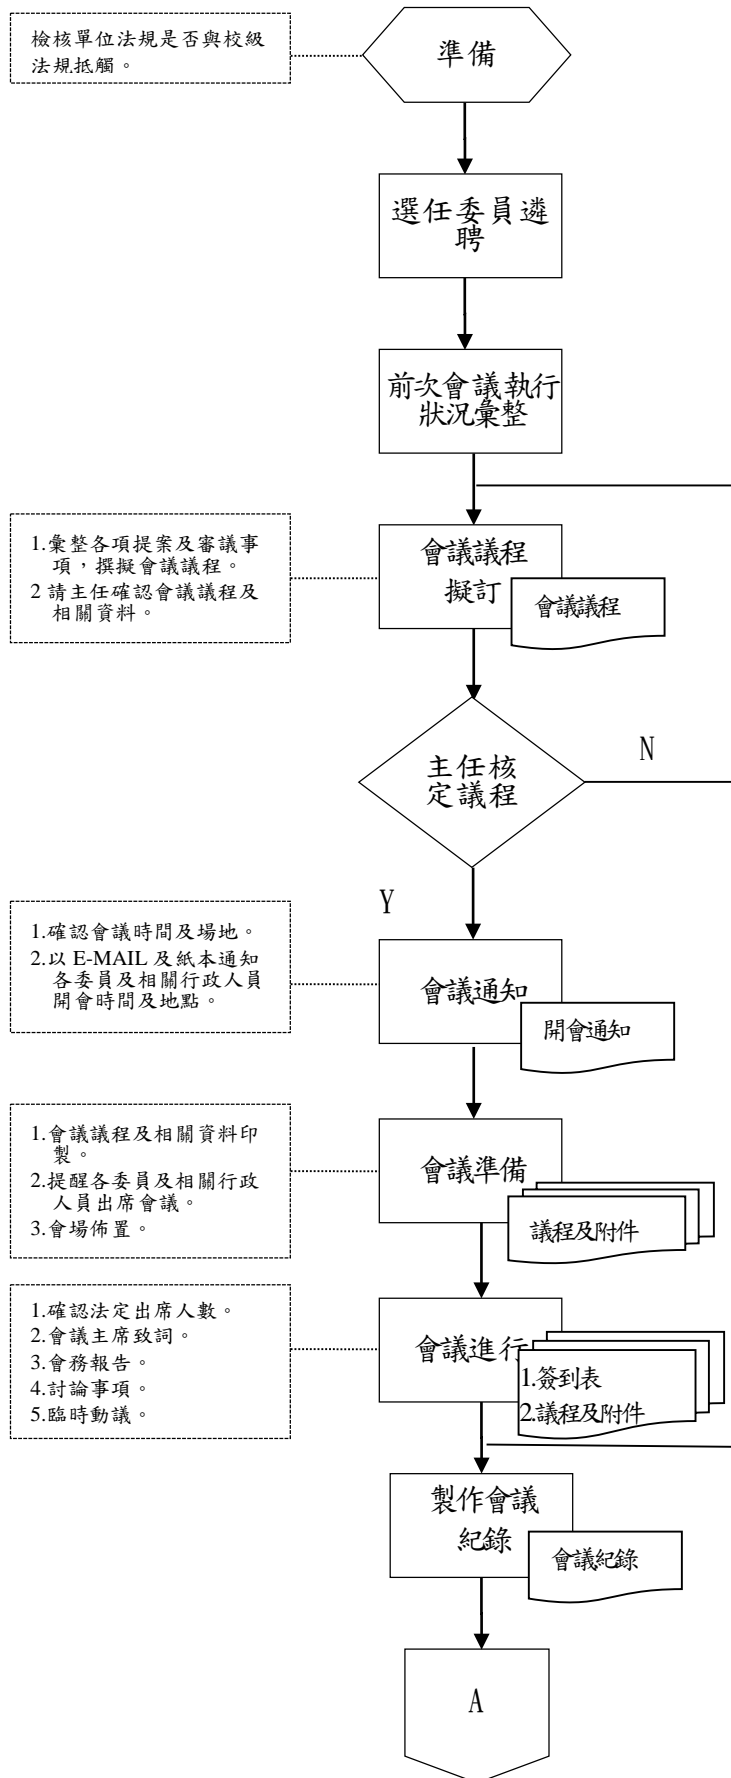 檢核單位法規是否與校級
法規抵觸。
準備
選任委員遴
聘
前次會議執行
狀況彙整
1.彙整各項提案及審議事
項，撰擬會議議程。
2 請主任確認會議議程及
相關資料。
會議議程
擬訂
會議議程
主任核
定議程
N
Y
1.確認會議時間及場地。
2.以 E-MAIL 及紙本通知
各委員及相關行政人員
開會時間及地點。
會議通知
開會通知
1.會議議程及相關資料印
製。
2.提醒各委員及相關行政
人員出席會議。
3.會場佈置。
會議準備
議程及附件
1.確認法定出席人數。
2.會議主席致詞。
3.會務報告。
4.討論事項。
5.臨時動議。
會議進行
1.簽到表
2.議程及附件
製作會議
紀錄
會議紀錄
A